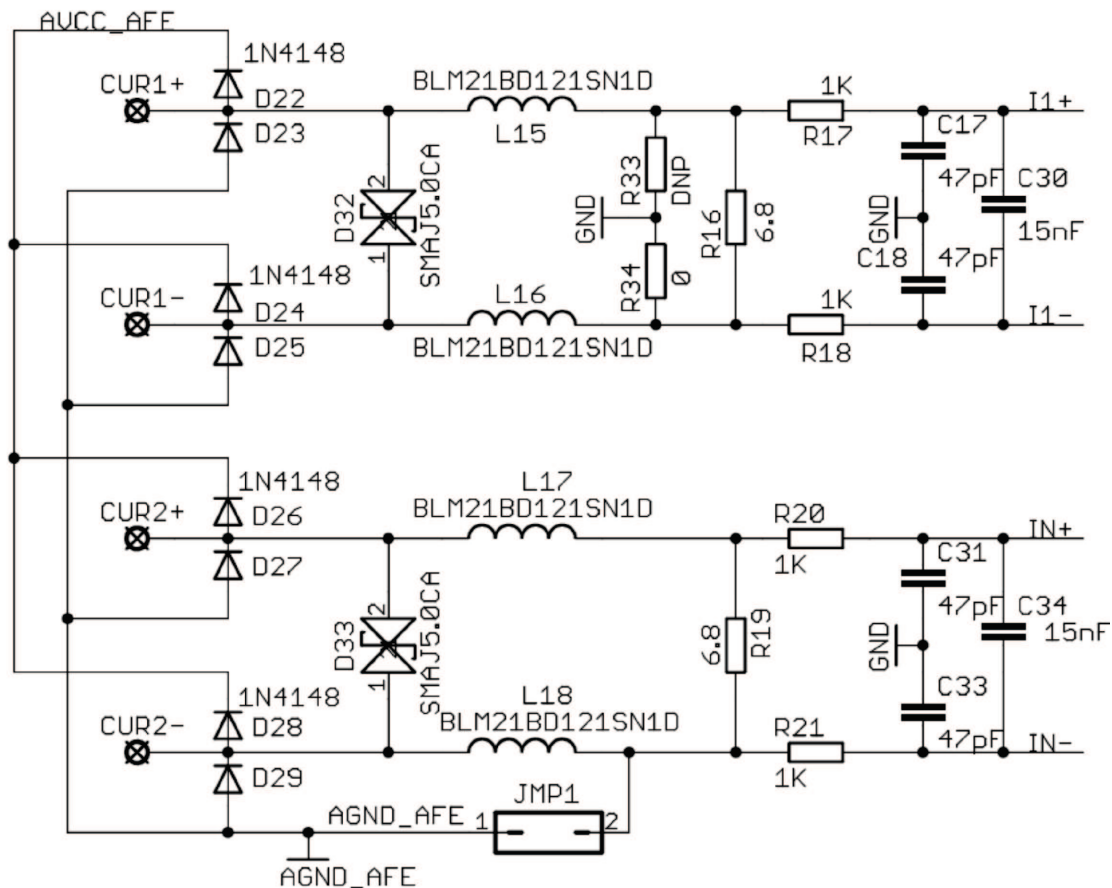 AVCC_AFE
1N4148
CUR1+
D22
D23
BLM21BD121SN1D
L15
1K
R17
I1+
C17
47pF
C30
15nF
D32
2
1
SMAJ5.0CA
R33
DNP
GND
R34
0
R16
6.8
GND
C18
47pF
1N4148
CUR1-
D24
D25
L16
BLM21BD121SN1D
1K
R18
I1-
1N4148
CUR2+
D26
D27
L17
BLM21BD121SN1D
R20
1K
IN+
C31
47pF
C34
15nF
D33
2
1
SMAJ5.0CA
6.8
R19
GND
C33
47pF
1N4148
CUR2-
D28
D29
L18
BLM21BD121SN1D
R21
1K
IN-
JMP1
AGND_AFE
1
2
AGND_AFE